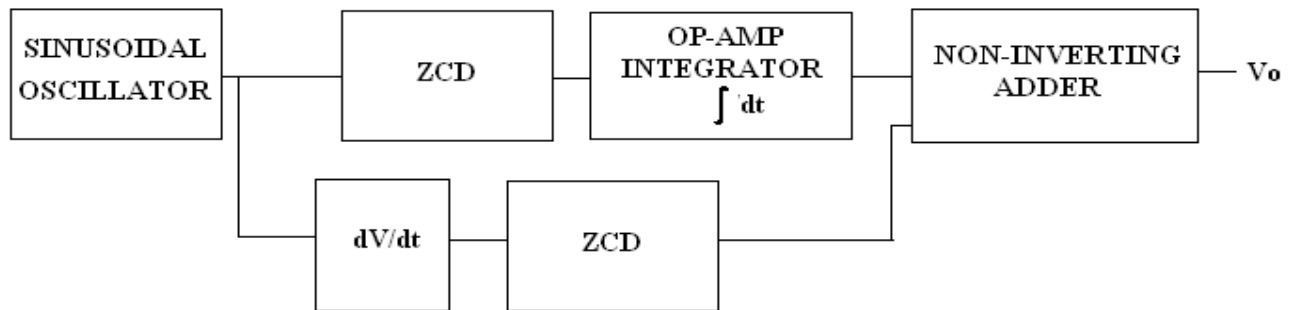 SINUSOIDAL
OSCILLATOR
ZCD
OP-AMP
INTEGRATOR
∫ dt
NON-INVERTING
ADDER
Vo
dV/dt
ZCD